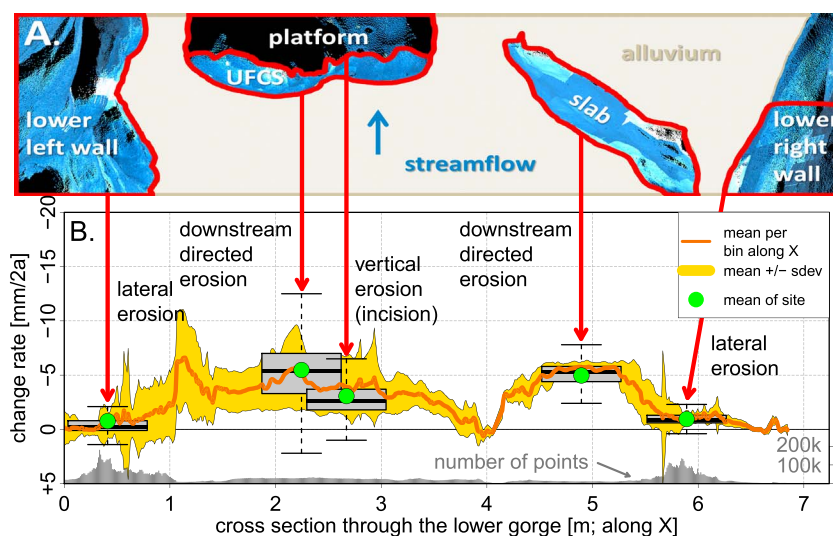 A.
platform
UFCS
alluvium
slab
lower
left wall
streamflow
lower
right
wall
B.
change rate [mm/2a]
−20
−15
−10
−5
0
+5
downstream
directed
erosion
lateral
erosion
vertical
erosion
(incision)
downstream
directed
erosion
mean per
bin along X
mean +/− sdev
mean of site
lateral
erosion
number of points
200k
100k
0
0
1
2
3
4
5
6
7
cross section through the lower gorge [m; along X]